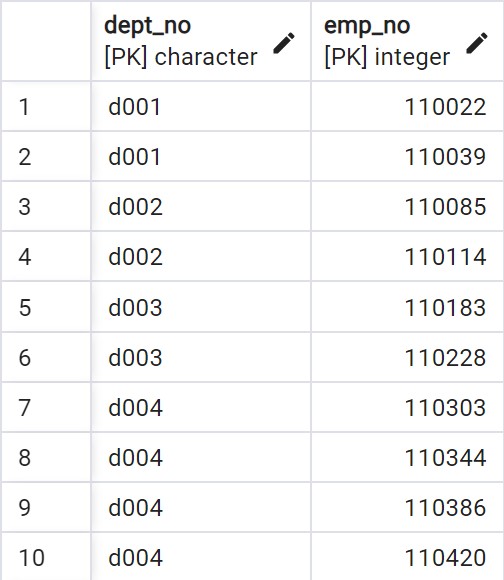 dept_no emp_no
[PK] character [PK] integer
1 d001 110022
2 d001 110039
3 d002 110085
4 d002 110114
5 d003 110183
6 d003 110228
7 d004 110303
8 d004 110344
9 d004 110386
10 d004 110420